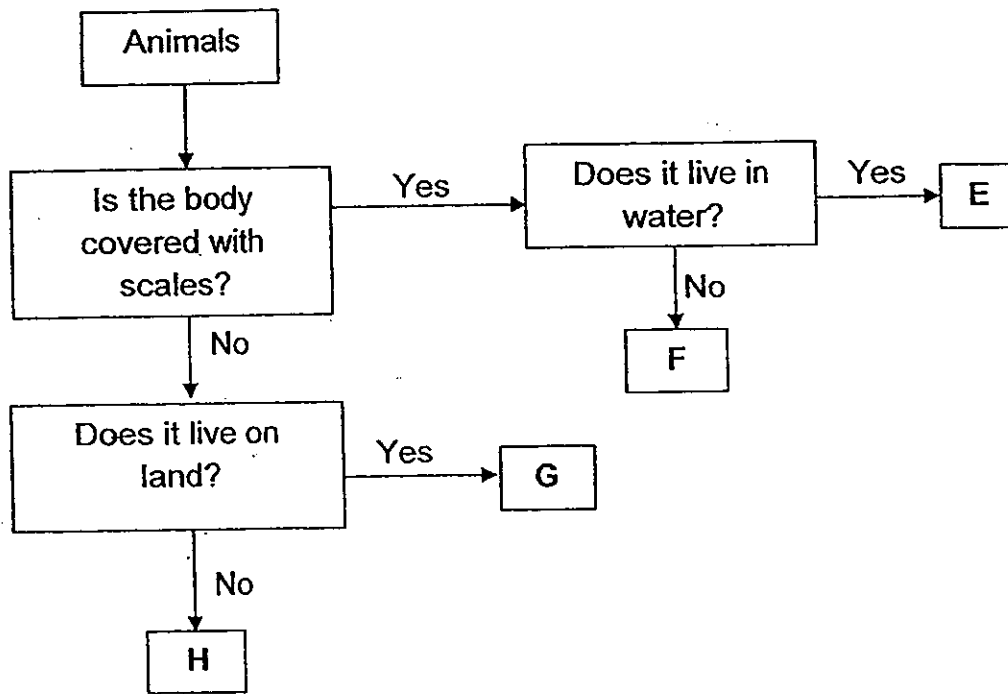 Animals
Is the body
covered with
scales?
Yes
Does it live in
water?
Yes
E
No
F
No
Does it live on
land?
Yes
G
No
H